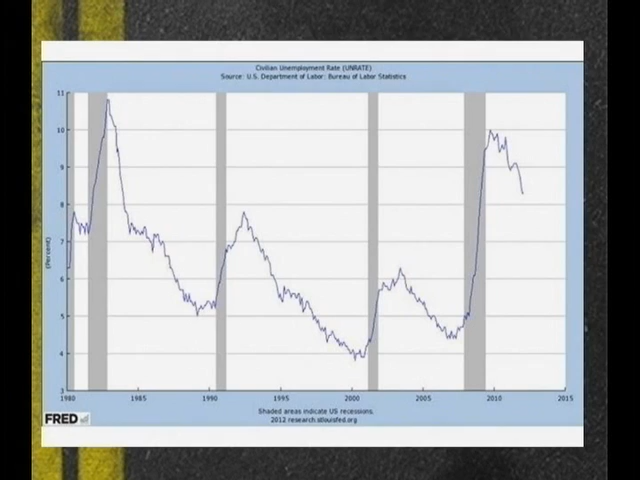 Civilian Unemployment Rate (UNRATE)
Source: U.S. Department of Labor: Bureau of Labor Statistics
11
10
9
8
7
6
5
4
3
(Percent)
1980
1985
1990
1995
2000
2005
2010
2015
Shaded areas indicate US recessions.
2012 research.stlouisfed.org
FRED